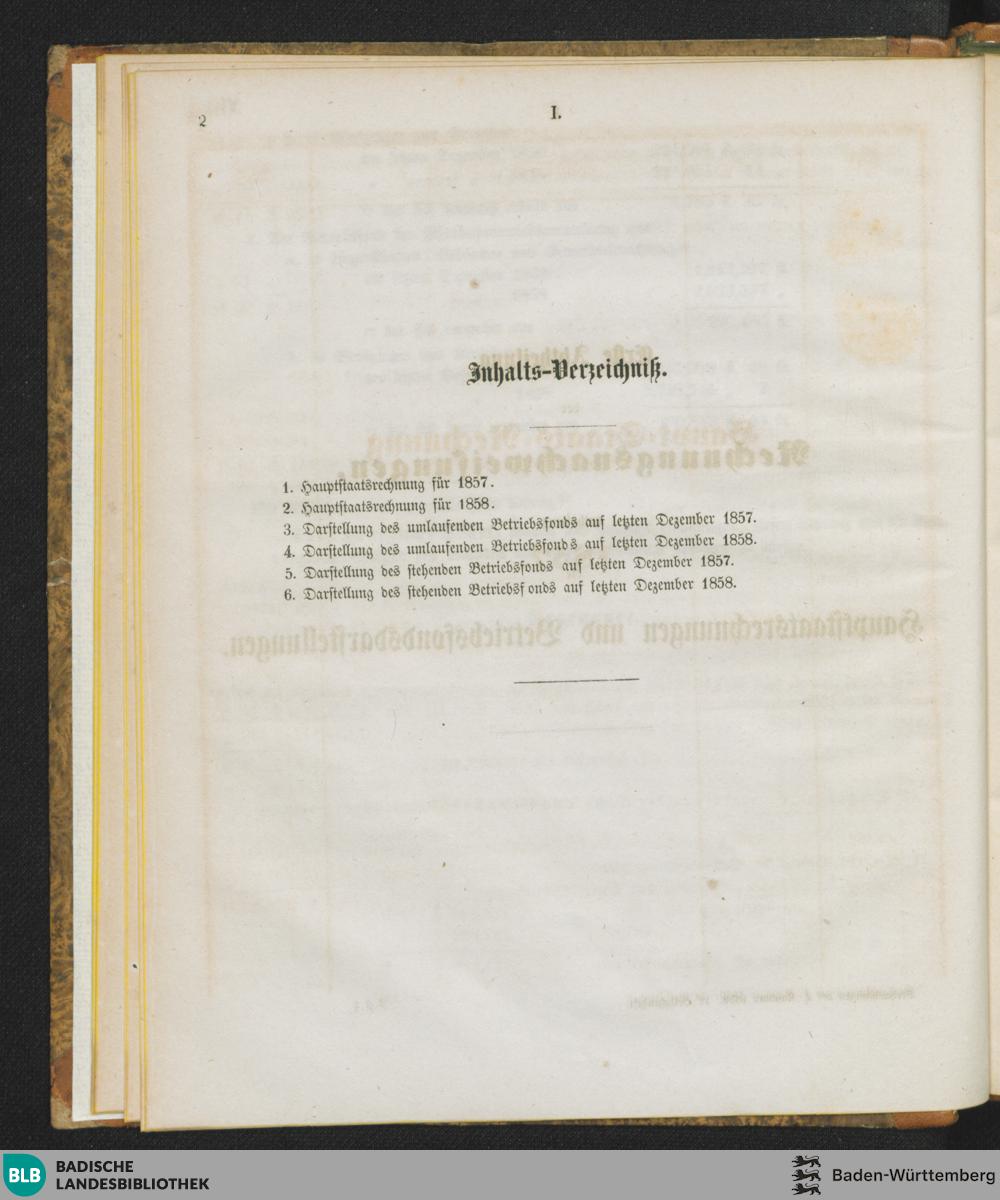 2
I.
Inhalts-Verzeichniß.
1. Hauptstaatsrechnung für 1857.
2. Hauptstaatsrechnung für 1858.
3. Darstellung des umlaufenden Betriebsfonds auf letzten Dezember 1857.
4. Darstellung des umlaufenden Betriebsfonds auf letzten Dezember 1858.
5. Darstellung des stehenden Betriebsfonds auf letzten Dezember 1857.
6. Darstellung des stehenden Betriebsfonds auf letzten Dezember 1858.
BLB BADISCHE
LANDESBIBLIOTHEK
Baden-Württemberg